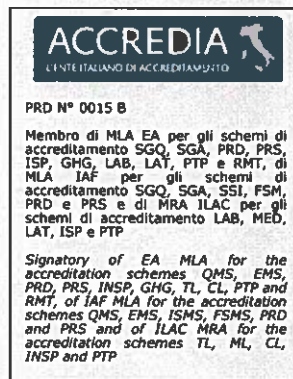 ACCREDIA
L'ENTE ITALIANO DI ACCREDITAMENTO
PRD N° 0015 B
Membro di MLA EA per gli schemi di
accreditamento SGQ, SGA, PRD, PRS,
ISP, GHG, LAB, LAT, PTP e RMT, di
MLA IAF per gli schemi di
accreditamento SGQ, SGA, SSI, FSM,
PRD e PRS e di MRA ILAC per gli
schemi di accreditamento LAB, MED,
LAT, ISP e PTP
Signatory of EA MLA for the
accreditation schemes QMS, EMS,
PRD, PRS, INSP, GHG, TL, CL, PTP and
RMT, of IAF MLA for the accreditation
schemes QMS, EMS, ISMS, FSMS, PRD
and PRS and of ILAC MRA for the
accreditation schemes TL, ML, CL,
INSP and PTP